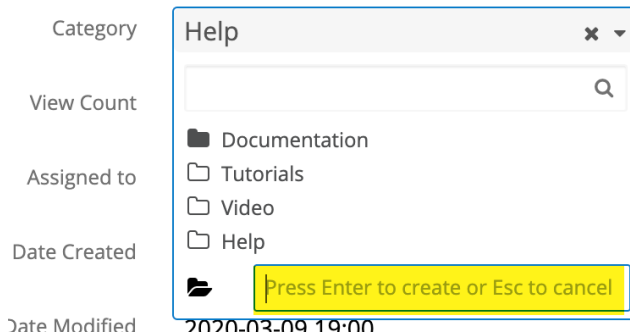 Category
Help
View Count
Documentation
Assigned to
Tutorials
Video
Date Created
Help
Press Enter to create or Esc to cancel
Date Modified
2020-03-09 19:00